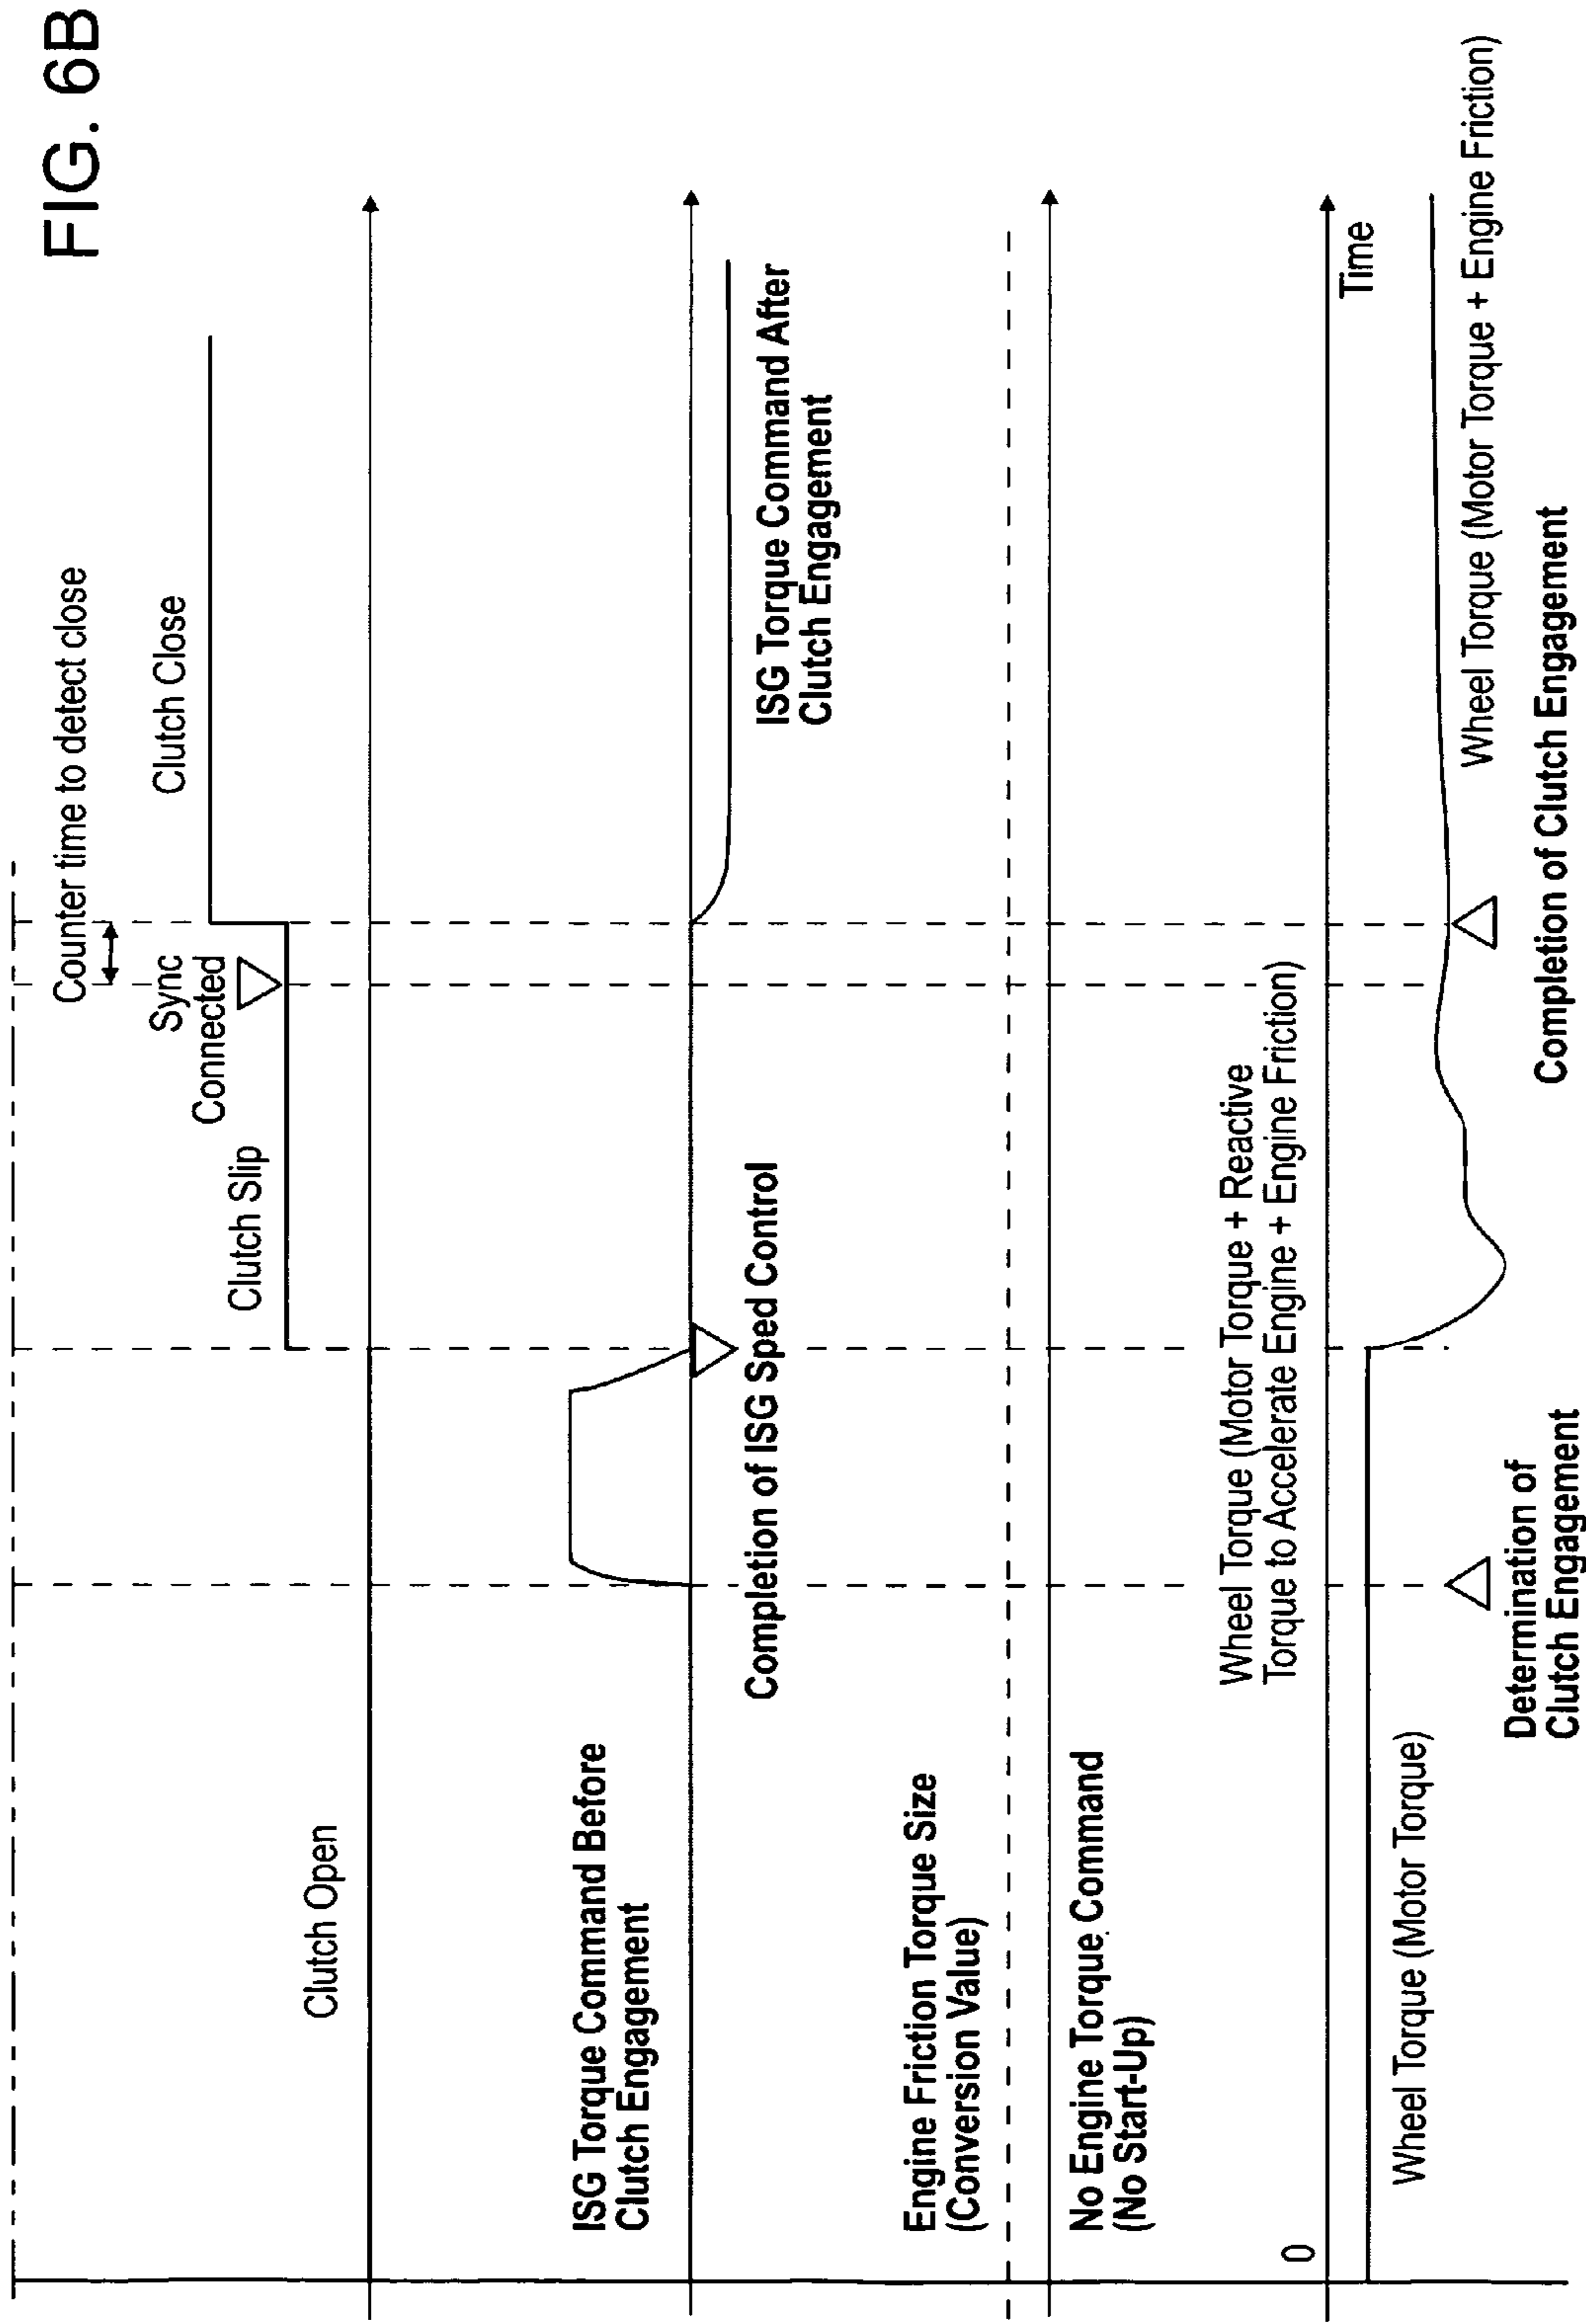 FIG. 6B
Counter time to detect close
Sync
Connected
Clutch Close
Clutch Slip
Clutch Open
ISG Torque Command Before
Clutch Engagement
Completion of ISG Sped Control
ISG Torque Command After
Clutch Engagement
Engine Friction Torque Size
(Conversion Value)
No Engine Torque Command
(No Start-Up)
Wheel Torque (Motor Torque + Reactive
Torque to Accelerate Engine + Engine Friction)
0
Time
Wheel Torque (Motor Torque)
Wheel Torque (Motor Torque + Engine Friction)
Determination of
Clutch Engagement
Completion of Clutch Engagement